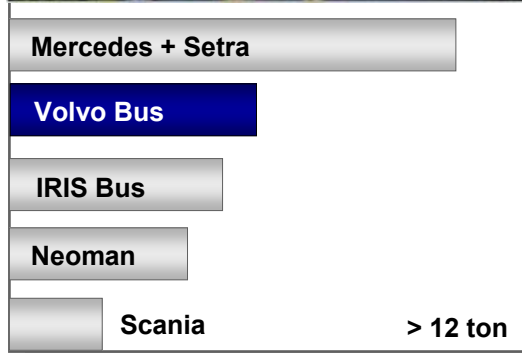 Mercedes + Setra
Volvo Bus
IRIS Bus
Neoman
Scania
> 12 ton